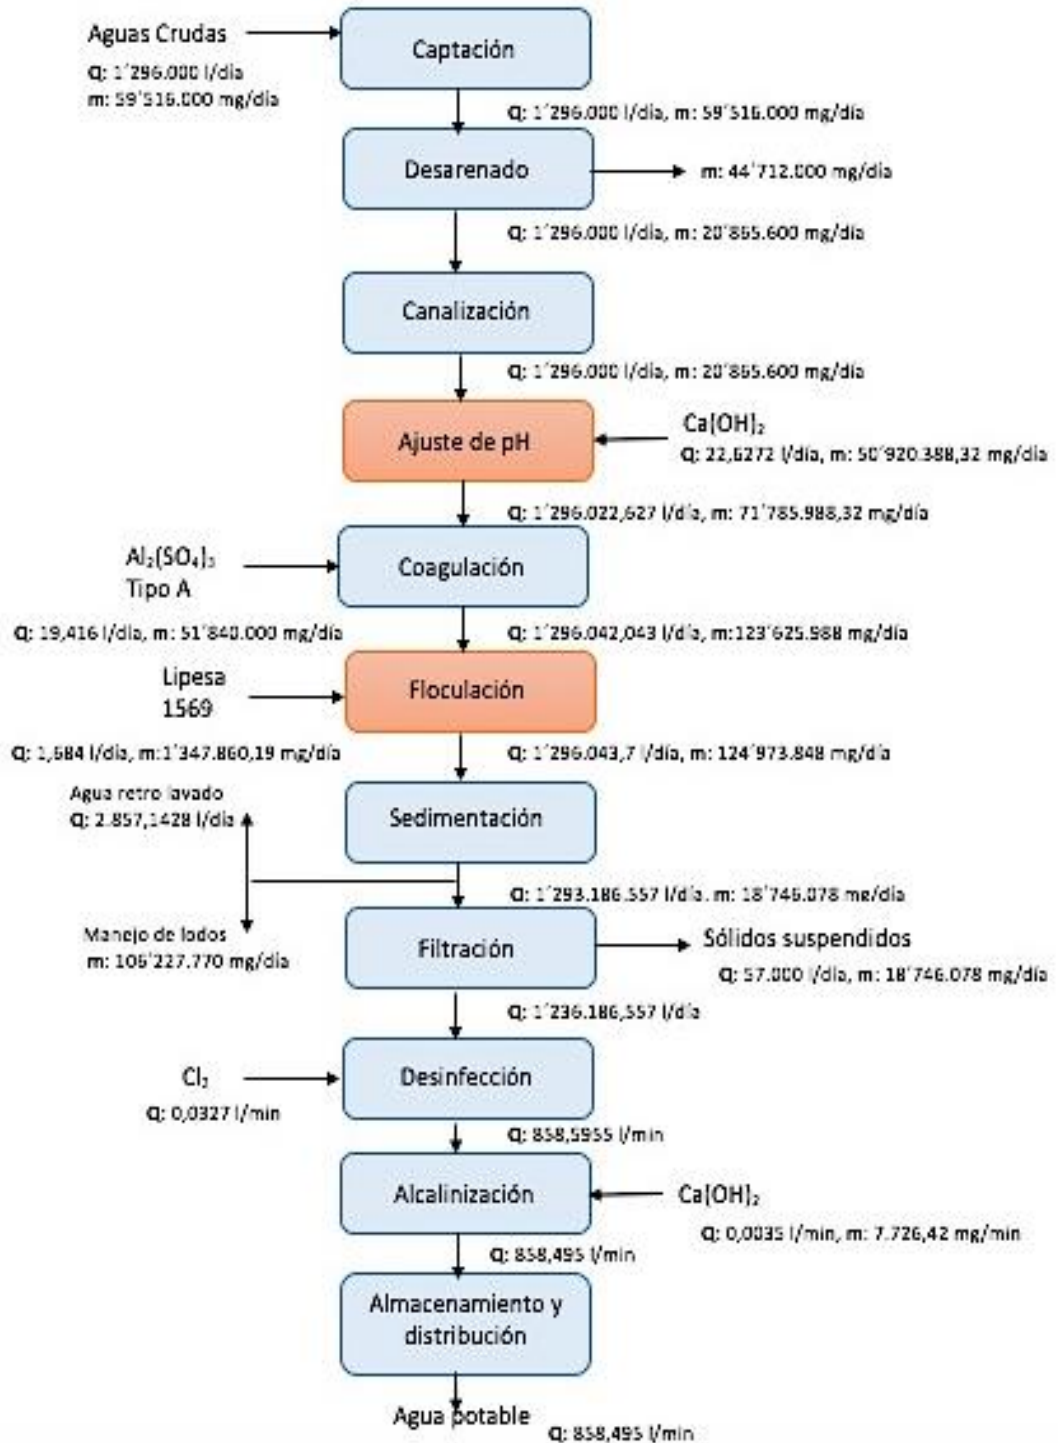 Aguas Crudas
Q: 1´296.000 l/día
m: 59´516.000 mg/día
Captación
Q: 1´296.000 l/día, m: 59´516.000 mg/día
Desarenado
m: 44´712.000 mg/día
Q: 1´296.000 l/día, m: 20´865.600 mg/día
Canalización
Q: 1´296.000 l/día, m: 20´865.600 mg/día
Ajuste de pH
Ca(OH)₂
Q: 22,6272 l/día, m: 50´920.388,32 mg/día
Q: 1´296.022,627 l/día, m: 71´785.988,32 mg/día
Al₂(SO₄)₃
Tipo A
Coagulación
Q: 19,416 l/día, m: 51´840.000 mg/día
Q: 1´296.042,043 l/día, m:123´625.988 mg/día
Lipesa
1569
Floculación
Q: 1,684 l/día, m:1´347.860,19 mg/día
Q: 1´296.043,7 l/día, m: 124´973.848 mg/día
Agua retro lavado
Q: 2.857,1428 l/día
Sedimentación
Q: 1´293.186.557 l/día. m: 18´746.078 mg/día
Manejo de lodos
m: 106´227.770 mg/día
Filtración
Sólidos suspendidos
Q: 57.000 l/día, m: 18´746.078 mg/día
Q: 1´236.186,557 l/día
Cl₂
Q: 0,0327 l/min
Desinfección
Q: 858,5955 l/min
Alcalinización
Ca(OH)₂
Q: 0,0035 l/min, m: 7.726,42 mg/min
Q: 858,495 l/min
Almacenamiento y
distribución
Agua potable
Q: 858,495 l/min